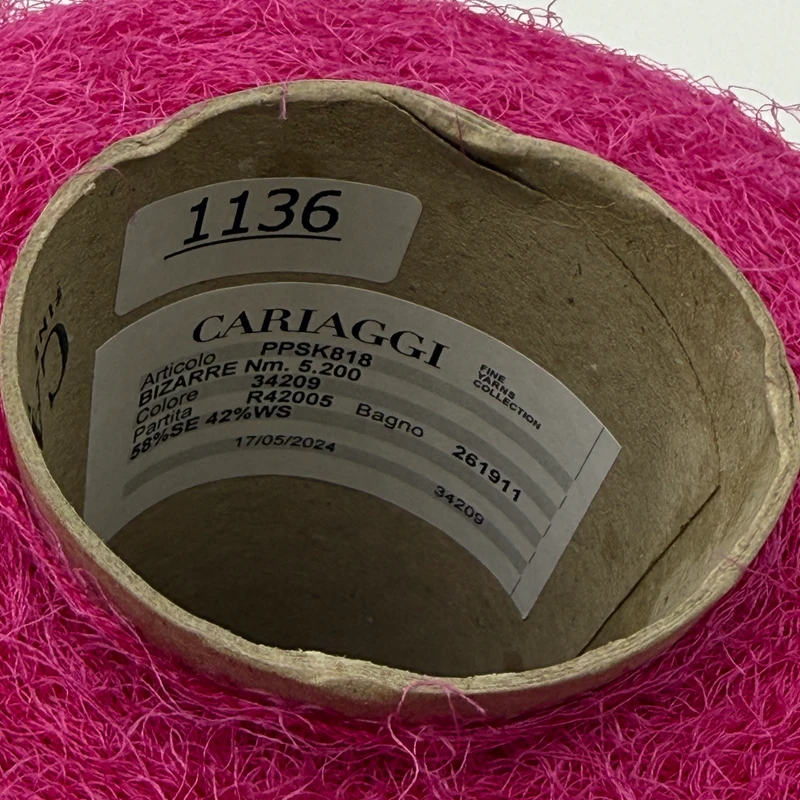 1136
CARIAGGI
FINE
YARNS
COLLECTION
Articolo PPSK818
BIZARRE Nm. 5.200
Colore 34209
Partita R42005 Bagno 261911
58%SE 42%WS
17/05/2024
34209
FINE